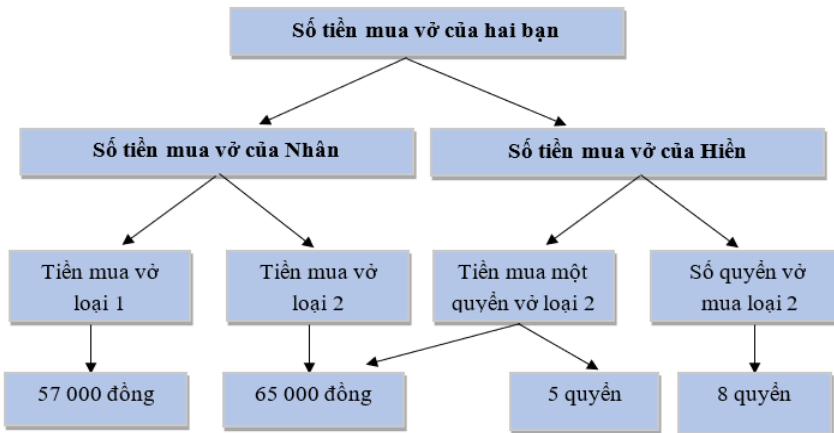 Số tiền mua vở của hai bạn
Số tiền mua vở của Nhân
Số tiền mua vở của Hiền
Tiền mua vở
loại 1
Tiền mua vở
loại 2
Tiền mua một
quyển vở loại 2
Số quyển vở
mua loại 2
57 000 đồng
65 000 đồng
5 quyển
8 quyển